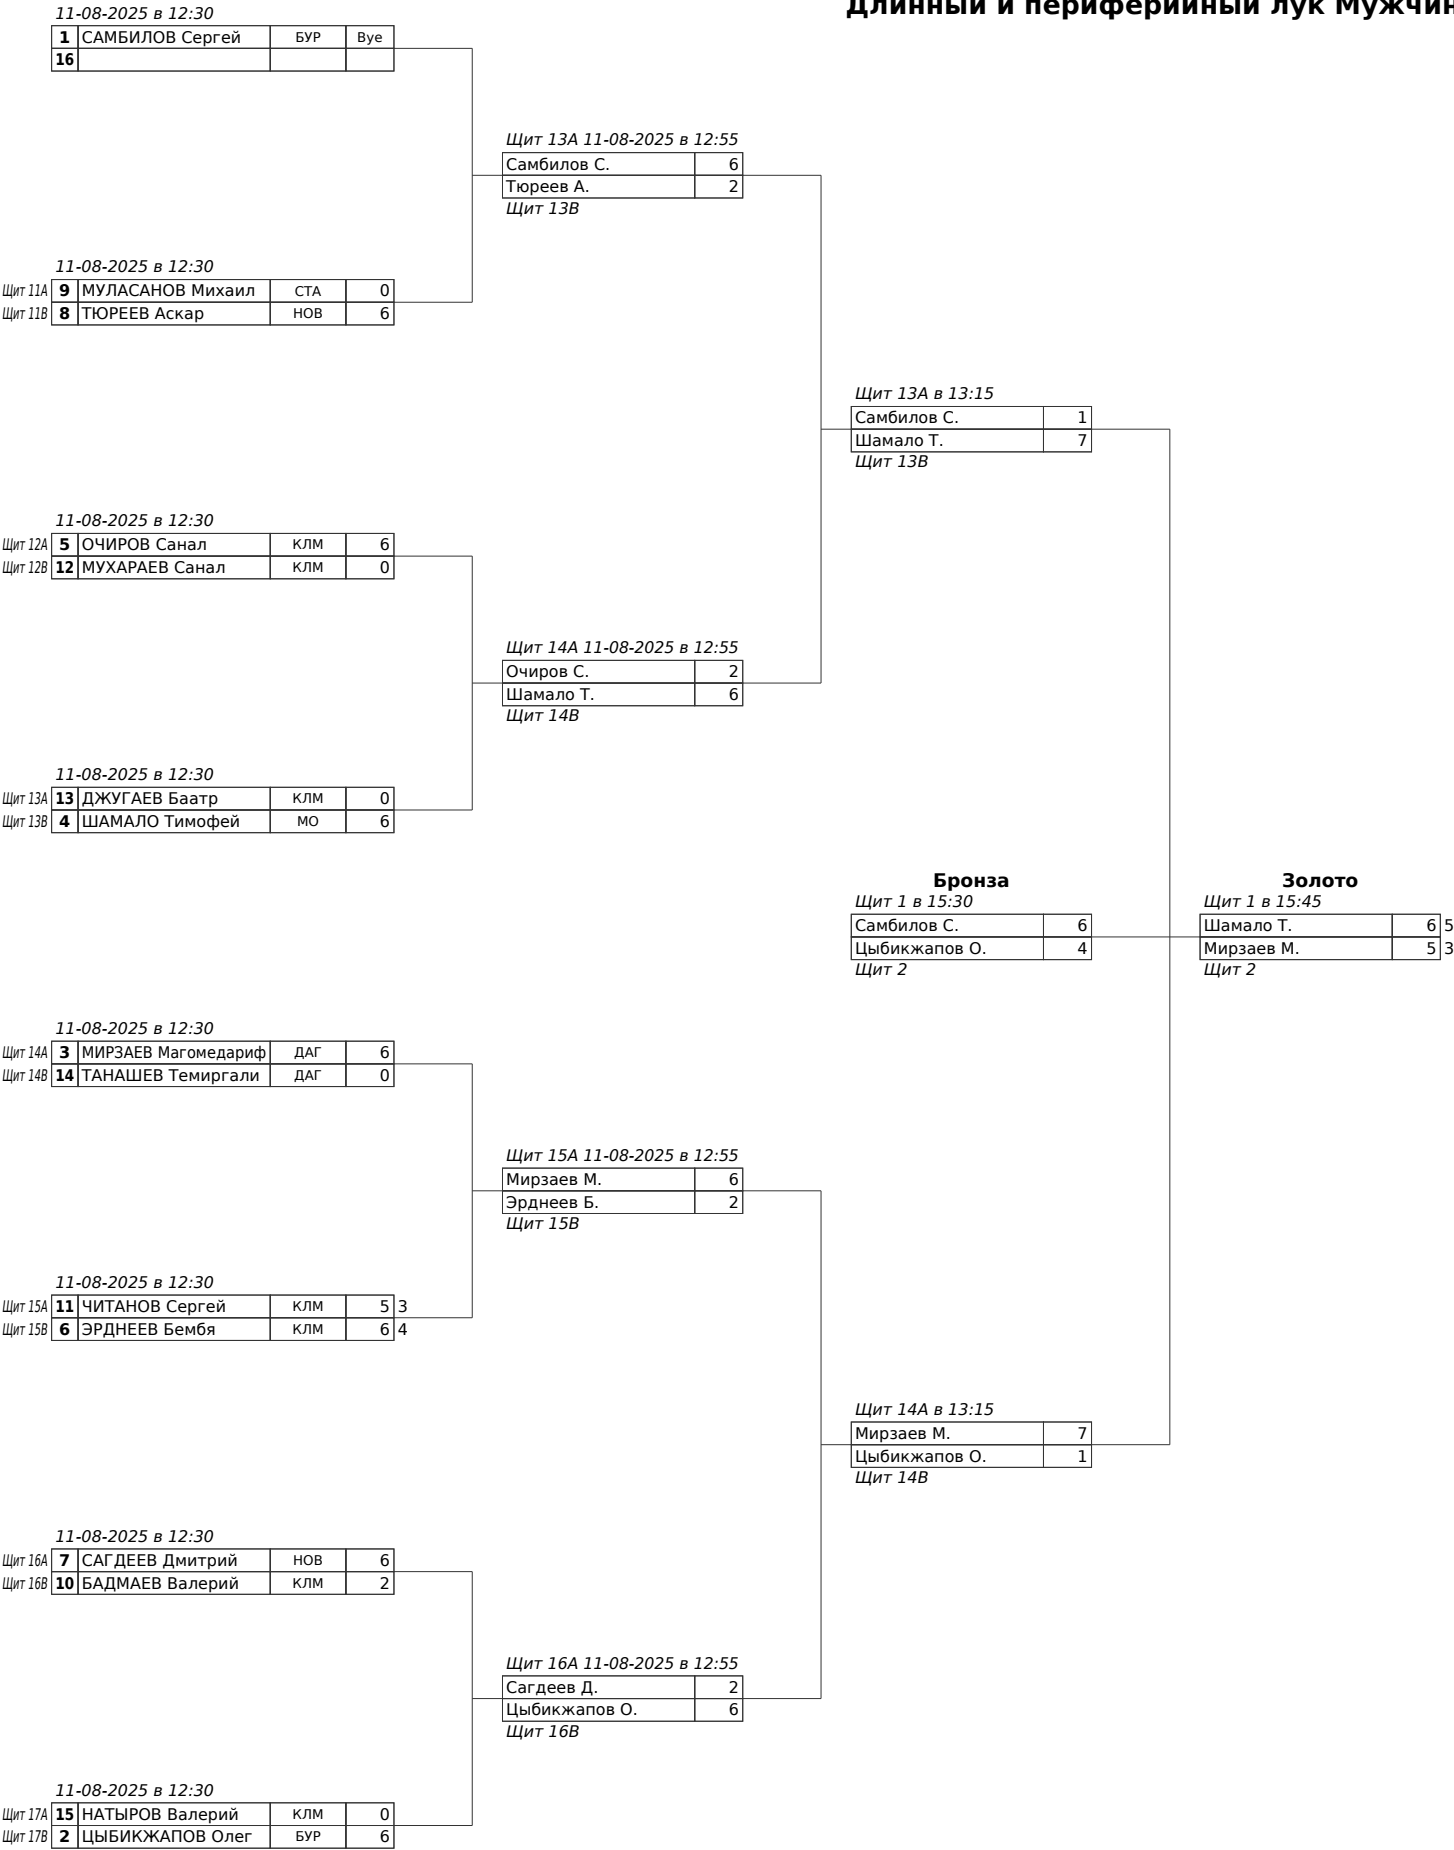 Длинный и периферийный лук Мужчин
11-08-2025 в 12:30
1 САМБИЛОВ Сергей БУР Bye
16
Щит 13A 11-08-2025 в 12:55
Самбилов С. 6
Тюреев А. 2
Щит 13B
11-08-2025 в 12:30
Щит 11A 9 МУЛАСАНОВ Михаил СТА 0
Щит 11B 8 ТЮРЕЕВ Аскар НОВ 6
Щит 13A в 13:15
Самбилов С. 1
Шамало Т. 7
Щит 13B
11-08-2025 в 12:30
Щит 12A 5 ОЧИРОВ Санал КЛМ 6
Щит 12B 12 МУХАРАЕВ Санал КЛМ 0
Щит 14A 11-08-2025 в 12:55
Очиров С. 2
Шамало Т. 6
Щит 14B
11-08-2025 в 12:30
Щит 13A 13 ДЖУГАЕВ Баатр КЛМ 0
Щит 13B 4 ШАМАЛО Тимофей МО 6
Бронза
Щит 1 в 15:30
Самбилов С. 6
Цыбикжапов О. 4
Щит 2
Золото
Щит 1 в 15:45
Шамало Т. 6 5
Мирзаев М. 5 3
Щит 2
11-08-2025 в 12:30
Щит 14A 3 МИРЗАЕВ Магомедариф ДАГ 6
Щит 14B 14 ТАНАШЕВ Темиргали ДАГ 0
Щит 15A 11-08-2025 в 12:55
Мирзаев М. 6
Эрднеев Б. 2
Щит 15B
11-08-2025 в 12:30
Щит 15A 11 ЧИТАНОВ Сергей КЛМ 5 3
Щит 15B 6 ЭРДНЕЕВ Бембя КЛМ 6 4
Щит 14A в 13:15
Мирзаев М. 7
Цыбикжапов О. 1
Щит 14B
11-08-2025 в 12:30
Щит 16A 7 САГДЕЕВ Дмитрий НОВ 6
Щит 16B 10 БАДМАЕВ Валерий КЛМ 2
Щит 16A 11-08-2025 в 12:55
Сагдеев Д. 2
Цыбикжапов О. 6
Щит 16B
11-08-2025 в 12:30
Щит 17A 15 НАТЫРОВ Валерий КЛМ 0
Щит 17B 2 ЦЫБИКЖАПОВ Олег БУР 6